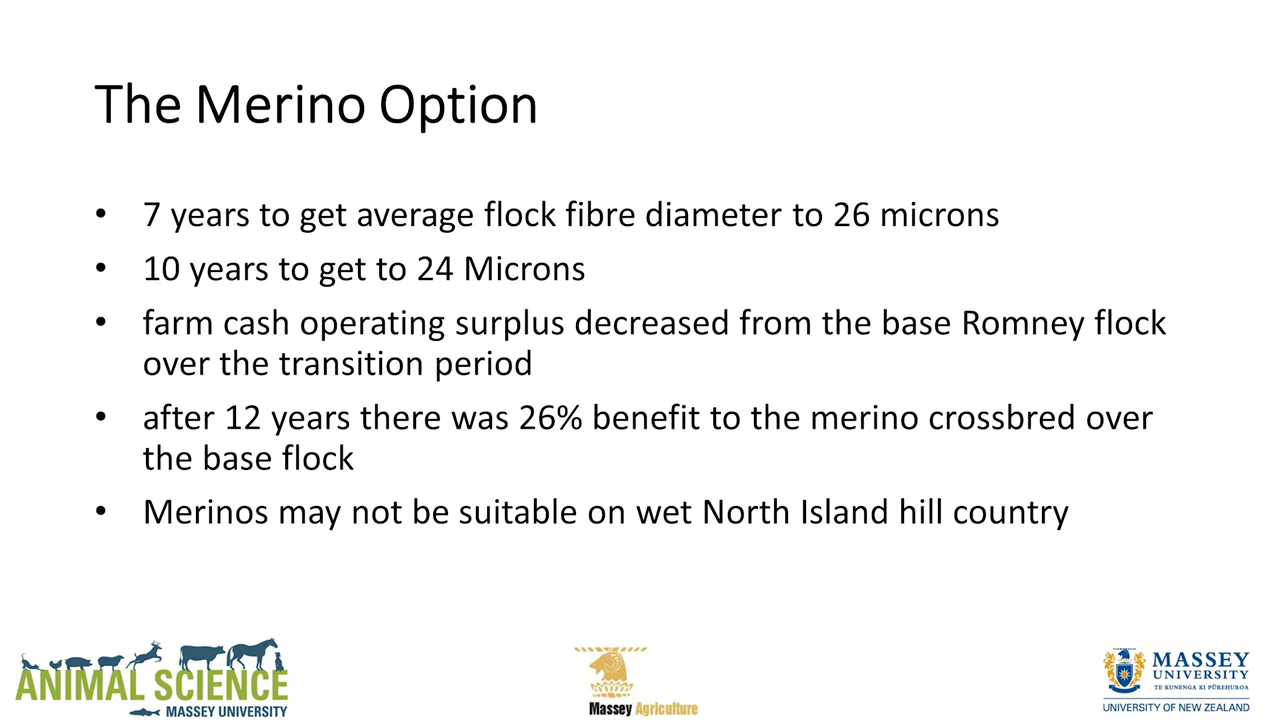 The Merino Option
• 7 years to get average flock fibre diameter to 26 microns
• 10 years to get to 24 Microns
• farm cash operating surplus decreased from the base Romney flock
over the transition period
• after 12 years there was 26% benefit to the merino crossbred over
the base flock
• Merinos may not be suitable on wet North Island hill country
ANIMAL SCIENCE
MASSEY UNIVERSITY
Massey Agriculture
MASSEY
UNIVERSITY
TE KUNENGA KI PŪREHUROA
UNIVERSITY OF NEW ZEALAND